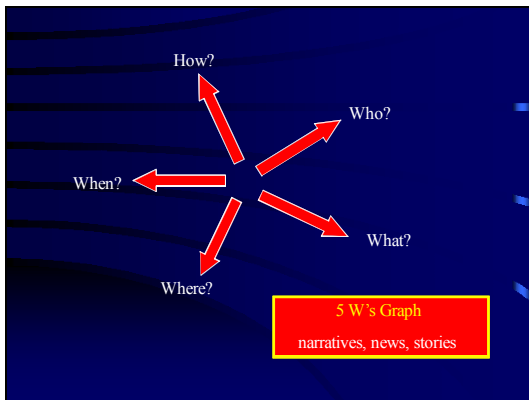 How?
Who?
When?
What?
Where?
5 W's Graph
narratives, news, stories